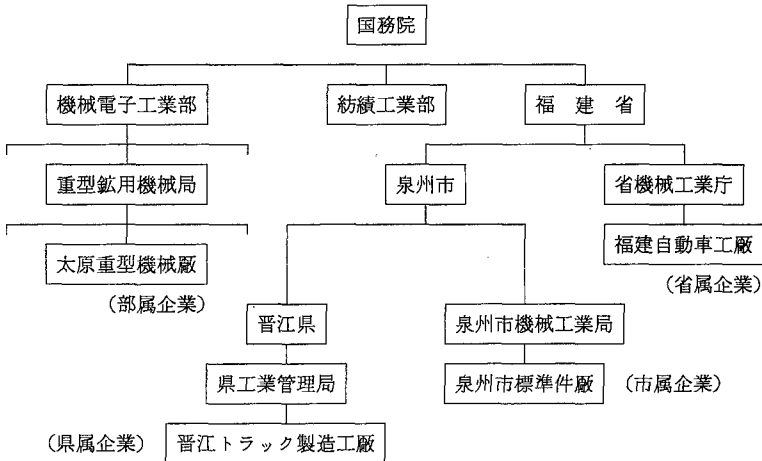 国務院
機械電子工業部 紡績工業部 福建省
重型鉱用機械局 泉州市 省機械工業庁
太原重型機械廠 福建自動車工廠
(部属企業) (省属企業)
晋江県 泉州市機械工業局
県工業管理局 泉州市標準件廠 (市属企業)
(県属企業) 晋江トラック製造工廠